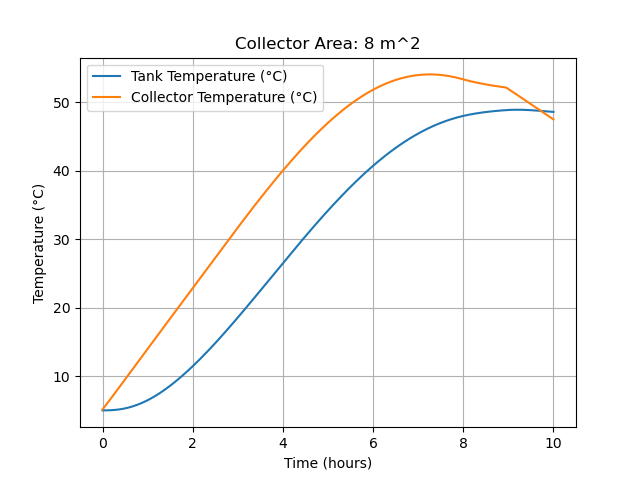 Collector Area: 8 m^2
Tank Temperature (°C)
Collector Temperature (°C)
Temperature (°C)
50
40
30
20
10
0 2 4 6 8 10
Time (hours)